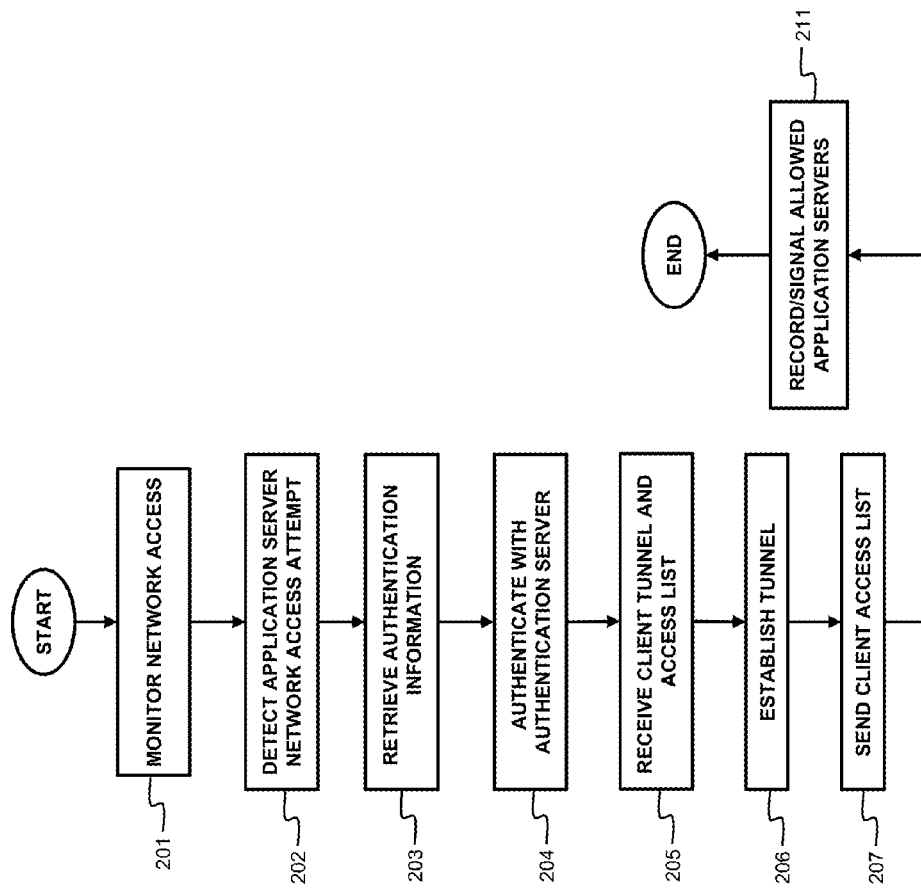 START
MONITOR NETWORK ACCESS
201
DETECT APPLICATION SERVER
NETWORK ACCESS ATTEMPT
202
RETRIEVE AUTHENTICATION
INFORMATION
203
AUTHENTICATE WITH
AUTHENTICATION SERVER
204
RECEIVE CLIENT TUNNEL AND
ACCESS LIST
205
ESTABLISH TUNNEL
206
SEND CLIENT ACCESS LIST
207
END
RECORD/SIGNAL ALLOWED
APPLICATION SERVERS
211